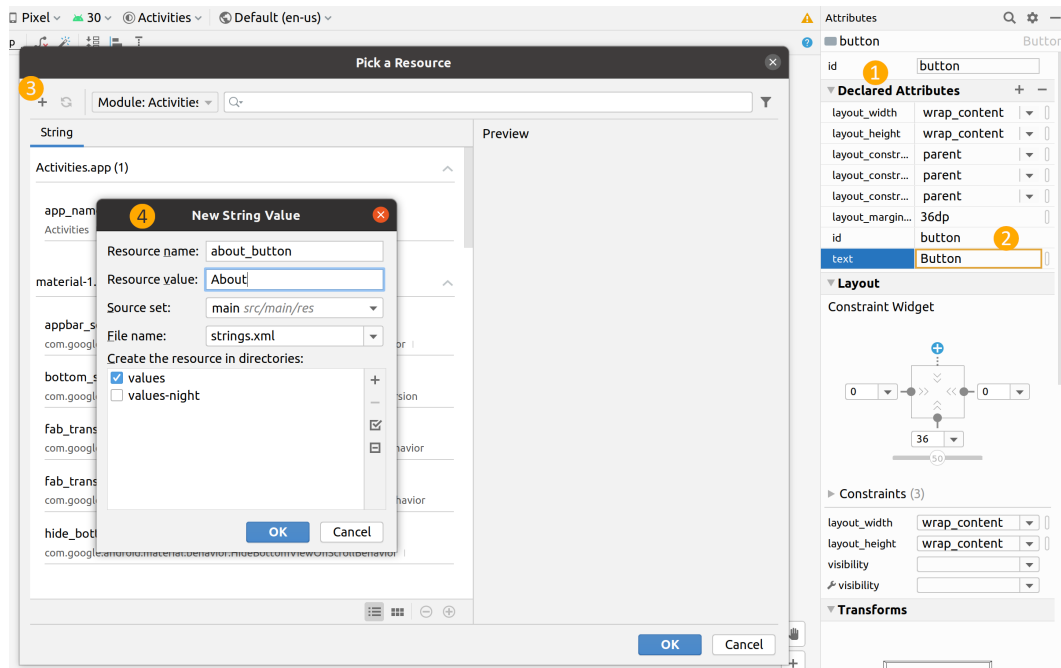 Pixel 30 Activities Default (en-us) Attributes
p button Button
Pick a Resource
id button
1
3
Module: Activities
Declared Attributes
layout_width wrap_content
layout_height wrap_content
layout_constr... parent
layout_constr... parent
layout_constr... parent
layout_margin... 36dp
id button
2
text Button
String Preview
Activities.app (1)
app_nam
Activities
material-1.
appbar_s
com.googl or
bottom_s
com.googl rsion
fab_trans
com.googl navior
fab_trans
com.googl havior
hide_bott
com.google.android.material.behavior.HideBottomViewOnScrollBehavior
4 New String Value
Resource name: about_button
Resource value: About
Source set: main src/main/res
File name: strings.xml
Create the resource in directories:
values
values-night
OK Cancel
OK Cancel
Layout
Constraint Widget
0 0
36
50
Constraints (3)
layout_width wrap_content
layout_height wrap_content
visibility
visibility
Transforms